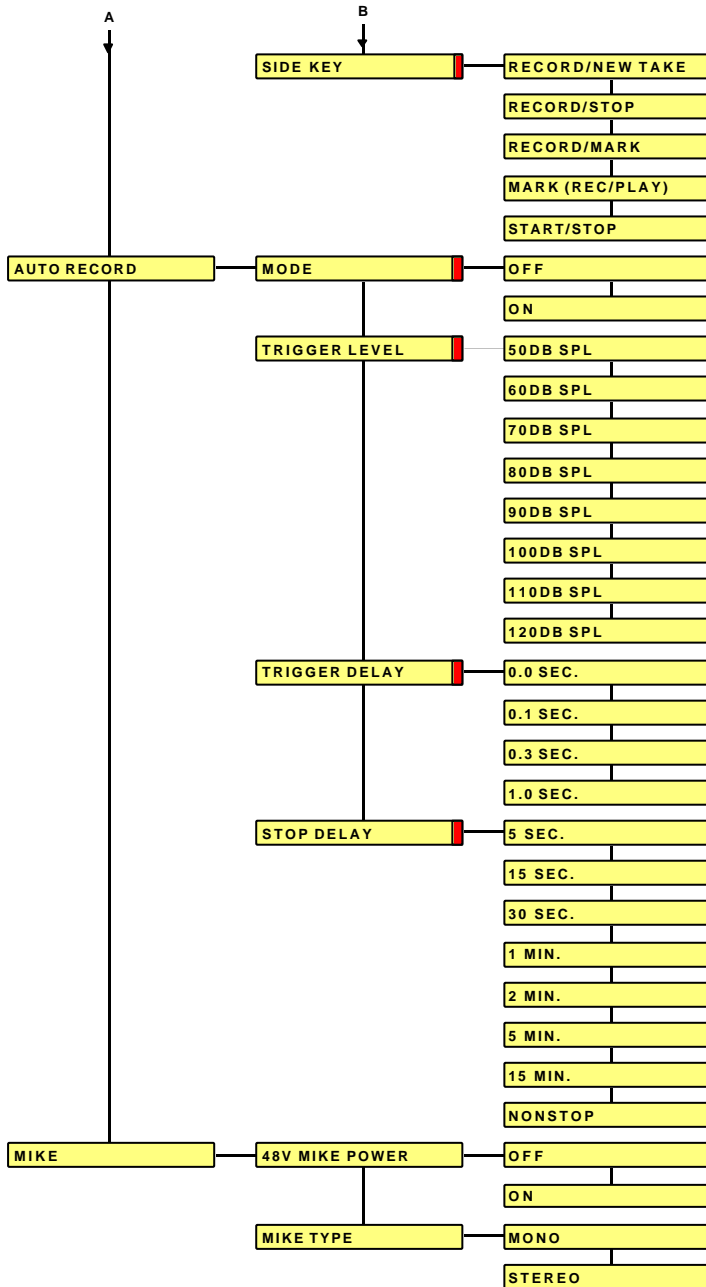 A
B
SIDE KEY
RECORD/NEW TAKE
RECORD/STOP
RECORD/MARK
MARK (REC/PLAY)
START/STOP
AUTO RECORD
MODE
OFF
ON
TRIGGER LEVEL
50DB SPL
60DB SPL
70DB SPL
80DB SPL
90DB SPL
100DB SPL
110DB SPL
120DB SPL
TRIGGER DELAY
0.0 SEC.
0.1 SEC.
0.3 SEC.
1.0 SEC.
STOP DELAY
5 SEC.
15 SEC.
30 SEC.
1 MIN.
2 MIN.
5 MIN.
15 MIN.
NONSTOP
MIKE
48V MIKE POWER
OFF
ON
MIKE TYPE
MONO
STEREO